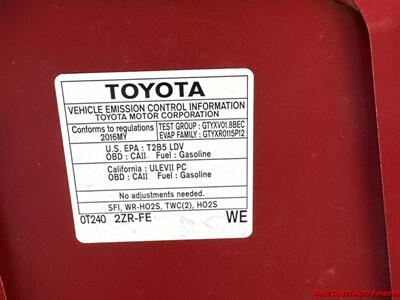 TOYOTA
VEHICLE EMISSION CONTROL INFORMATION
TOYOTA MOTOR CORPORATION
Conforms to regulations
2016MY
TEST GROUP : GTYXV01.8BEC
EVAP FAMILY : GTYXR0115P12
U.S. EPA : T2B5 LDV
OBD : CAII Fuel : Gasoline
California : ULEVII PC
OBD : CAII Fuel : Gasoline
No adjustments needed.
SFI, WR-HO2S, TWC(2), HO2S
0T240 2ZR-FE WE
West Coast Auto Finance